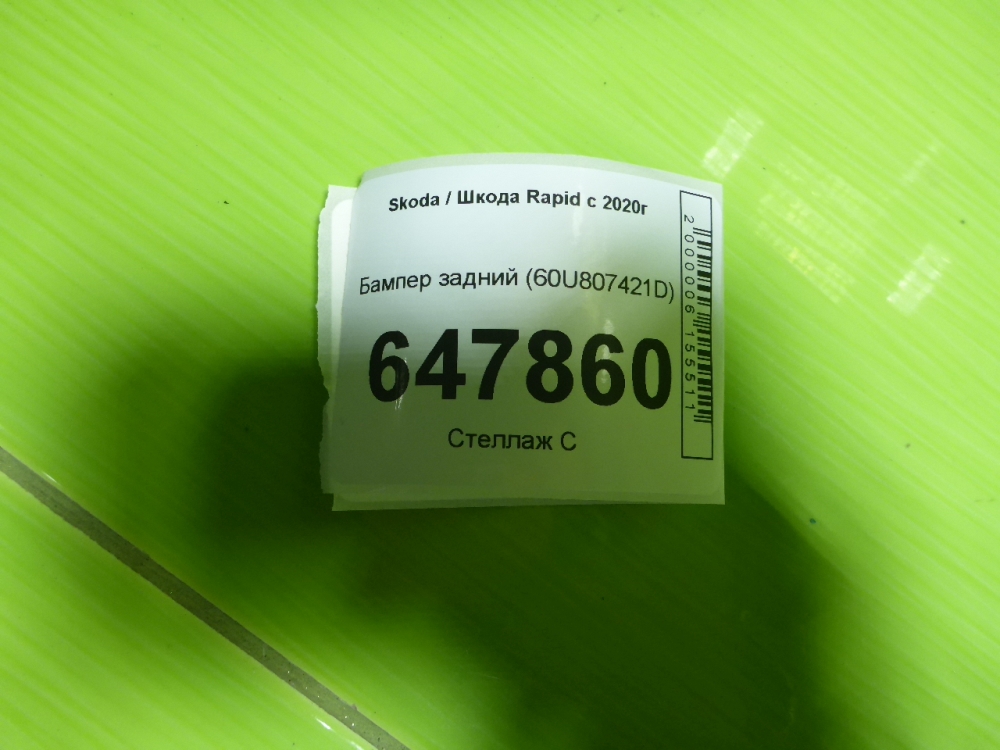 Skoda / Шкода Rapid с 2020г
Бампер задний (60U807421D)
647860
Стеллаж С
2000006155511